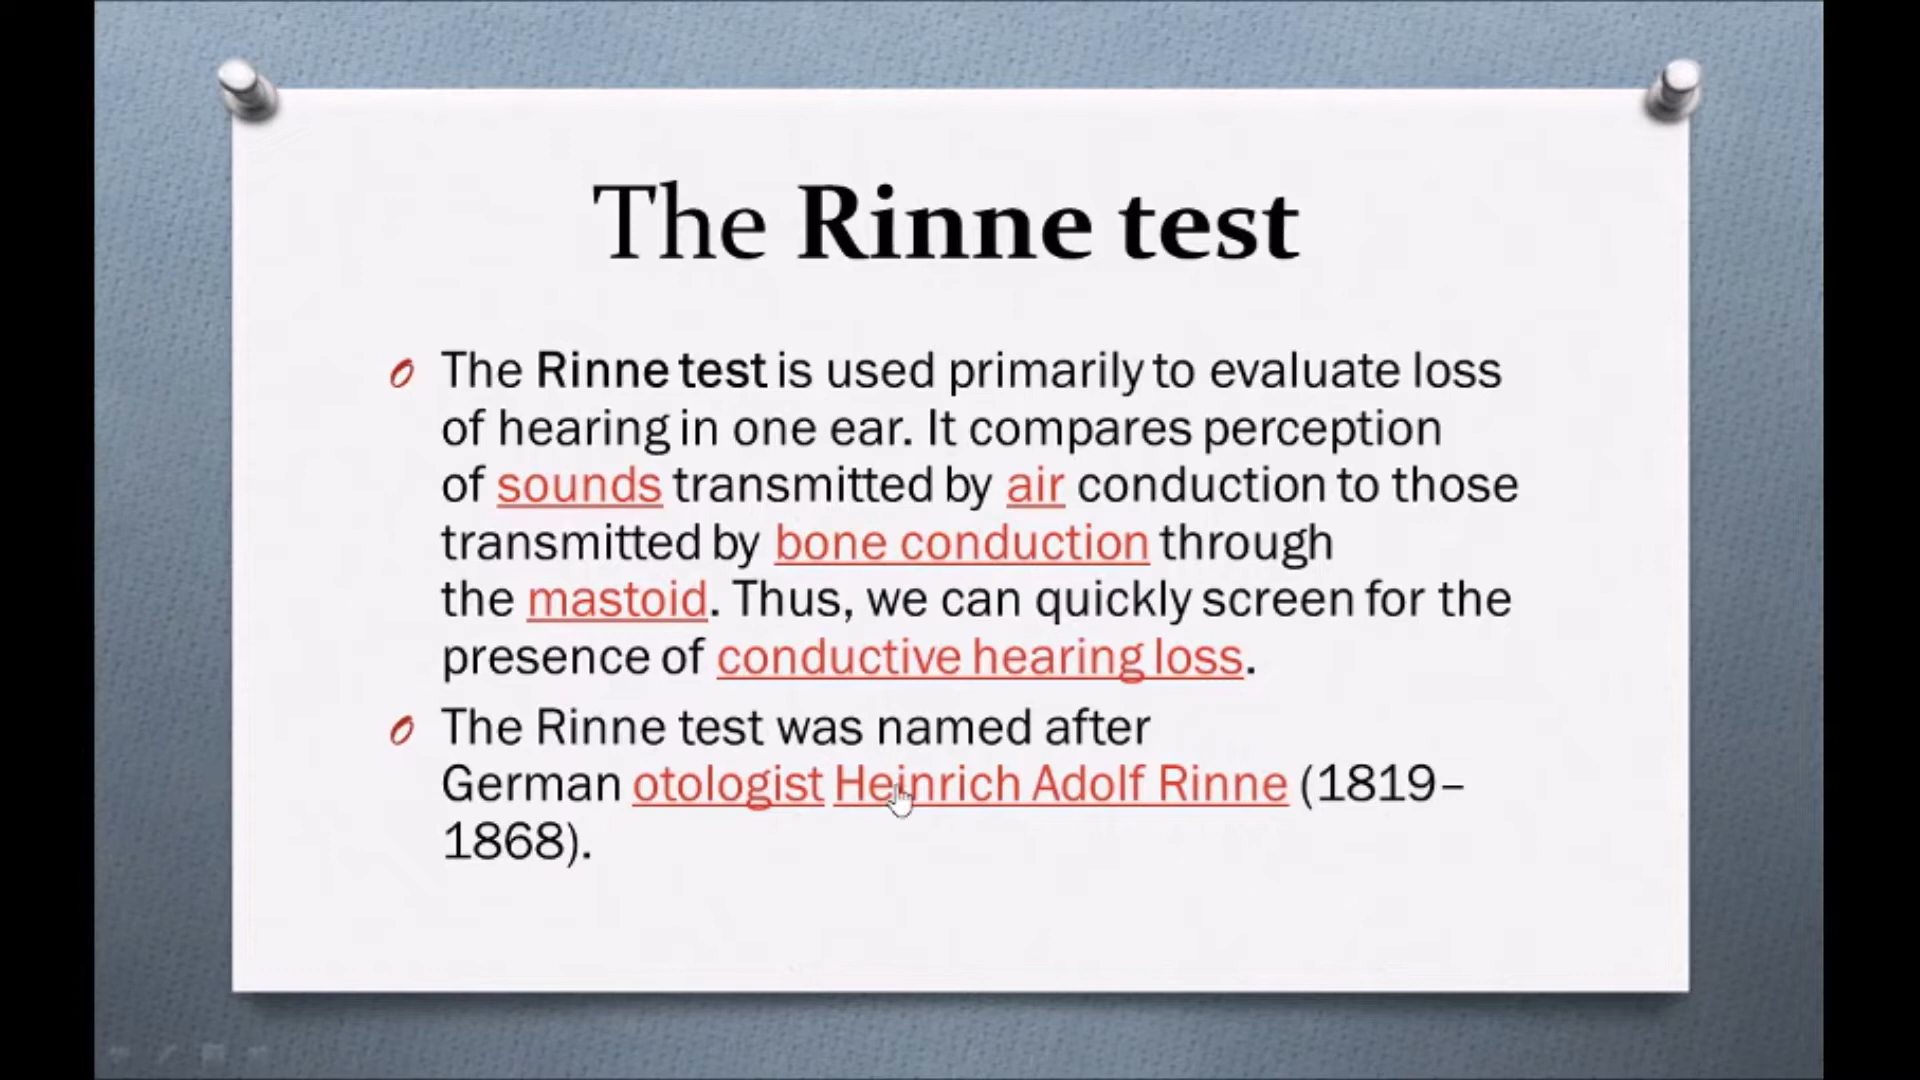 The Rinne test
The Rinne test is used primarily to evaluate loss
of hearing in one ear. It compares perception
of sounds transmitted by air conduction to those
transmitted by bone conduction through
the mastoid. Thus, we can quickly screen for the
presence of conductive hearing loss.
The Rinne test was named after
German otologist Heinrich Adolf Rinne (1819–
1868).